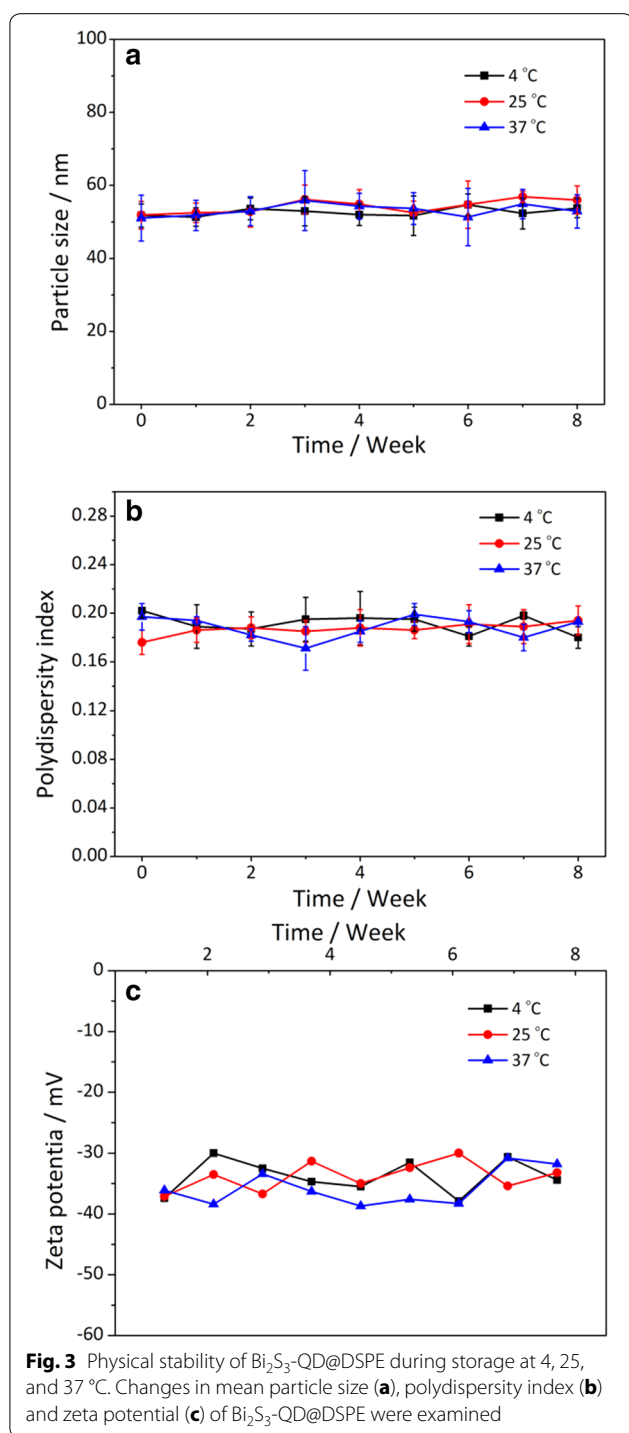 a
100
80
60
40
20
0
Particle size / nm
4 °C
25 °C
37 °C
0 2 4 6 8
Time / Week
b
0.28
0.24
0.20
0.16
0.12
0.08
0.04
0.00
Polydispersity index
4 °C
25 °C
37 °C
0 2 4 6 8
Time / Week
Time / Week
2 4 6 8
c
0
-10
-20
-30
-40
-50
-60
Zeta potentia / mV
4 °C
25 °C
37 °C
Fig. 3 Physical stability of Bi₂S₃-QD@DSPE during storage at 4, 25,
and 37 °C. Changes in mean particle size (a), polydispersity index (b)
and zeta potential (c) of Bi₂S₃-QD@DSPE were examined